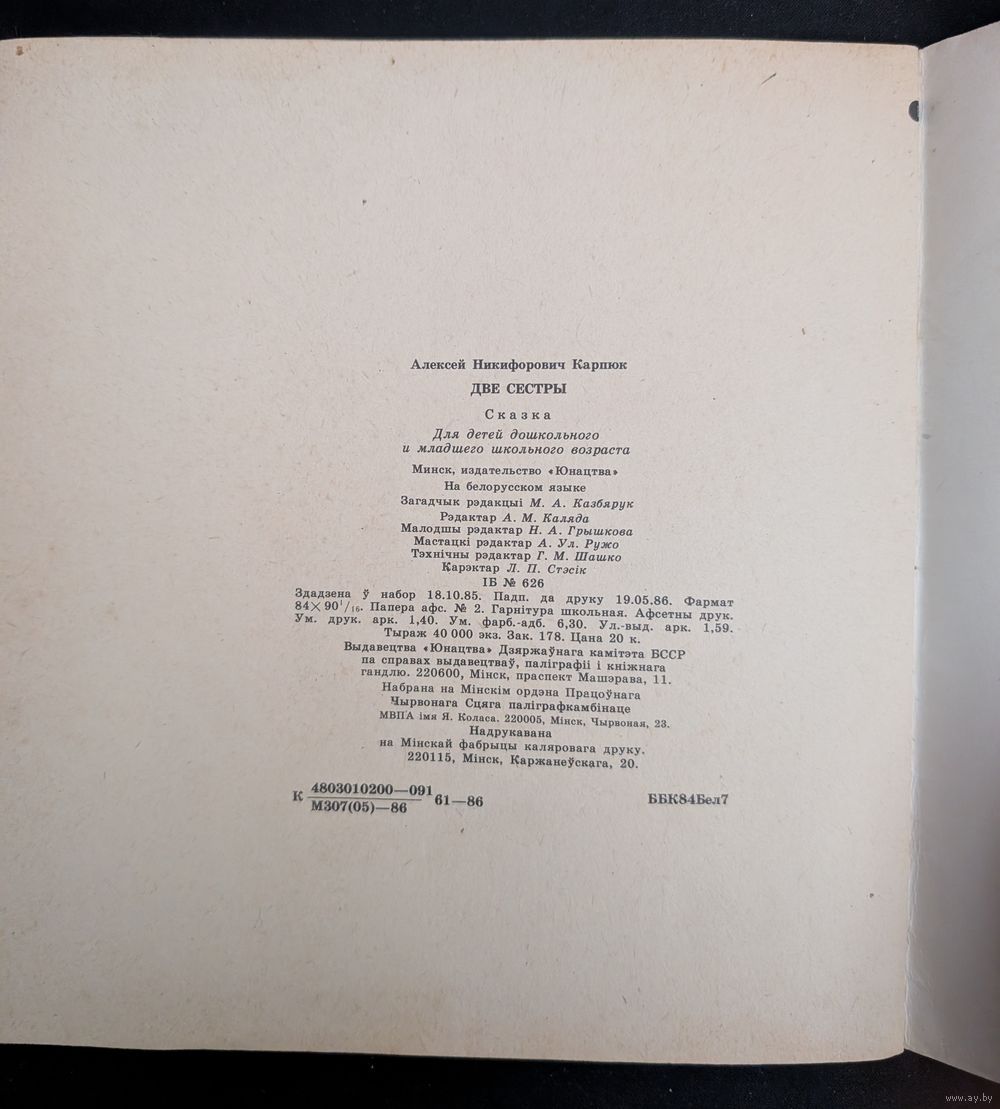 Алексей Никифорович Карпюк
ДВЕ СЕСТРЫ
Сказка
Для детей дошкольного
и младшего школьного возраста
Минск, издательство «Юнацтва»
На белорусском языке
Загадчык рэдакцыі М. А. Казбярук
Рэдактар А. М. Каляда
Малодшы рэдактар Н. А. Грышкова
Мастацкі рэдактар А. Ул. Ружо
Тэхнічны рэдактар Г. М. Шашко
Карэктар Л. П. Стэсік
ІБ № 626
Здадзена ў набор 18.10.85. Падп. да друку 19.05.86. Фармат
84×90¹/₁₆. Папера афс. № 2. Гарнітура школьная. Афсетны друк.
Ум. друк. арк. 1,40. Ум. фарб.-адб. 6,30. Ул.-выд. арк. 1,59.
Тыраж 40 000 экз. Зак. 178. Цана 20 к.
Выдавецтва «Юнацтва» Дзяржаўнага камітэта БССР
па справах выдавецтваў, паліграфіі і кніжнага
гандлю. 220600, Мінск, праспект Машэрава, 11.
Набрана на Мінскім ордэна Працоўнага
Чырвонага Сцяга паліграфкамбінаце
МВПА імя Я. Коласа. 220005, Мінск, Чырвоная, 23.
Надрукавана
на Мінскай фабрыцы каляровага друку.
220115, Мінск, Каржанеўскага, 20.
К 4803010200—091
М307(05)—86 61—86
ББК84Бел7
www.ay.by